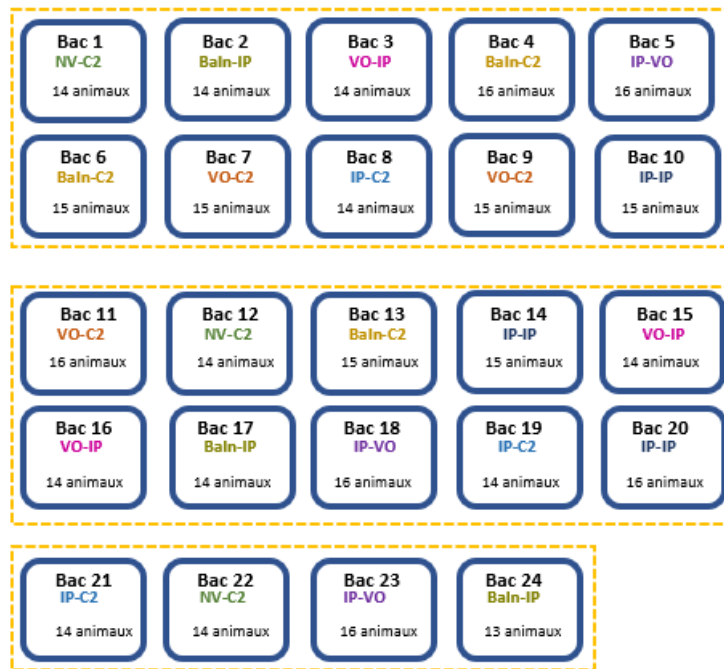 Bac 1
NV-C2
14 animaux
Bac 2
BaIn-IP
14 animaux
Bac 3
VO-IP
14 animaux
Bac 4
BaIn-C2
16 animaux
Bac 5
IP-VO
16 animaux
Bac 6
BaIn-C2
15 animaux
Bac 7
VO-C2
15 animaux
Bac 8
IP-C2
14 animaux
Bac 9
VO-C2
15 animaux
Bac 10
IP-IP
15 animaux
Bac 11
VO-C2
16 animaux
Bac 12
NV-C2
14 animaux
Bac 13
BaIn-C2
15 animaux
Bac 14
IP-IP
15 animaux
Bac 15
VO-IP
14 animaux
Bac 16
VO-IP
14 animaux
Bac 17
BaIn-IP
14 animaux
Bac 18
IP-VO
16 animaux
Bac 19
IP-C2
14 animaux
Bac 20
IP-IP
16 animaux
Bac 21
IP-C2
14 animaux
Bac 22
NV-C2
14 animaux
Bac 23
IP-VO
16 animaux
Bac 24
BaIn-IP
13 animaux